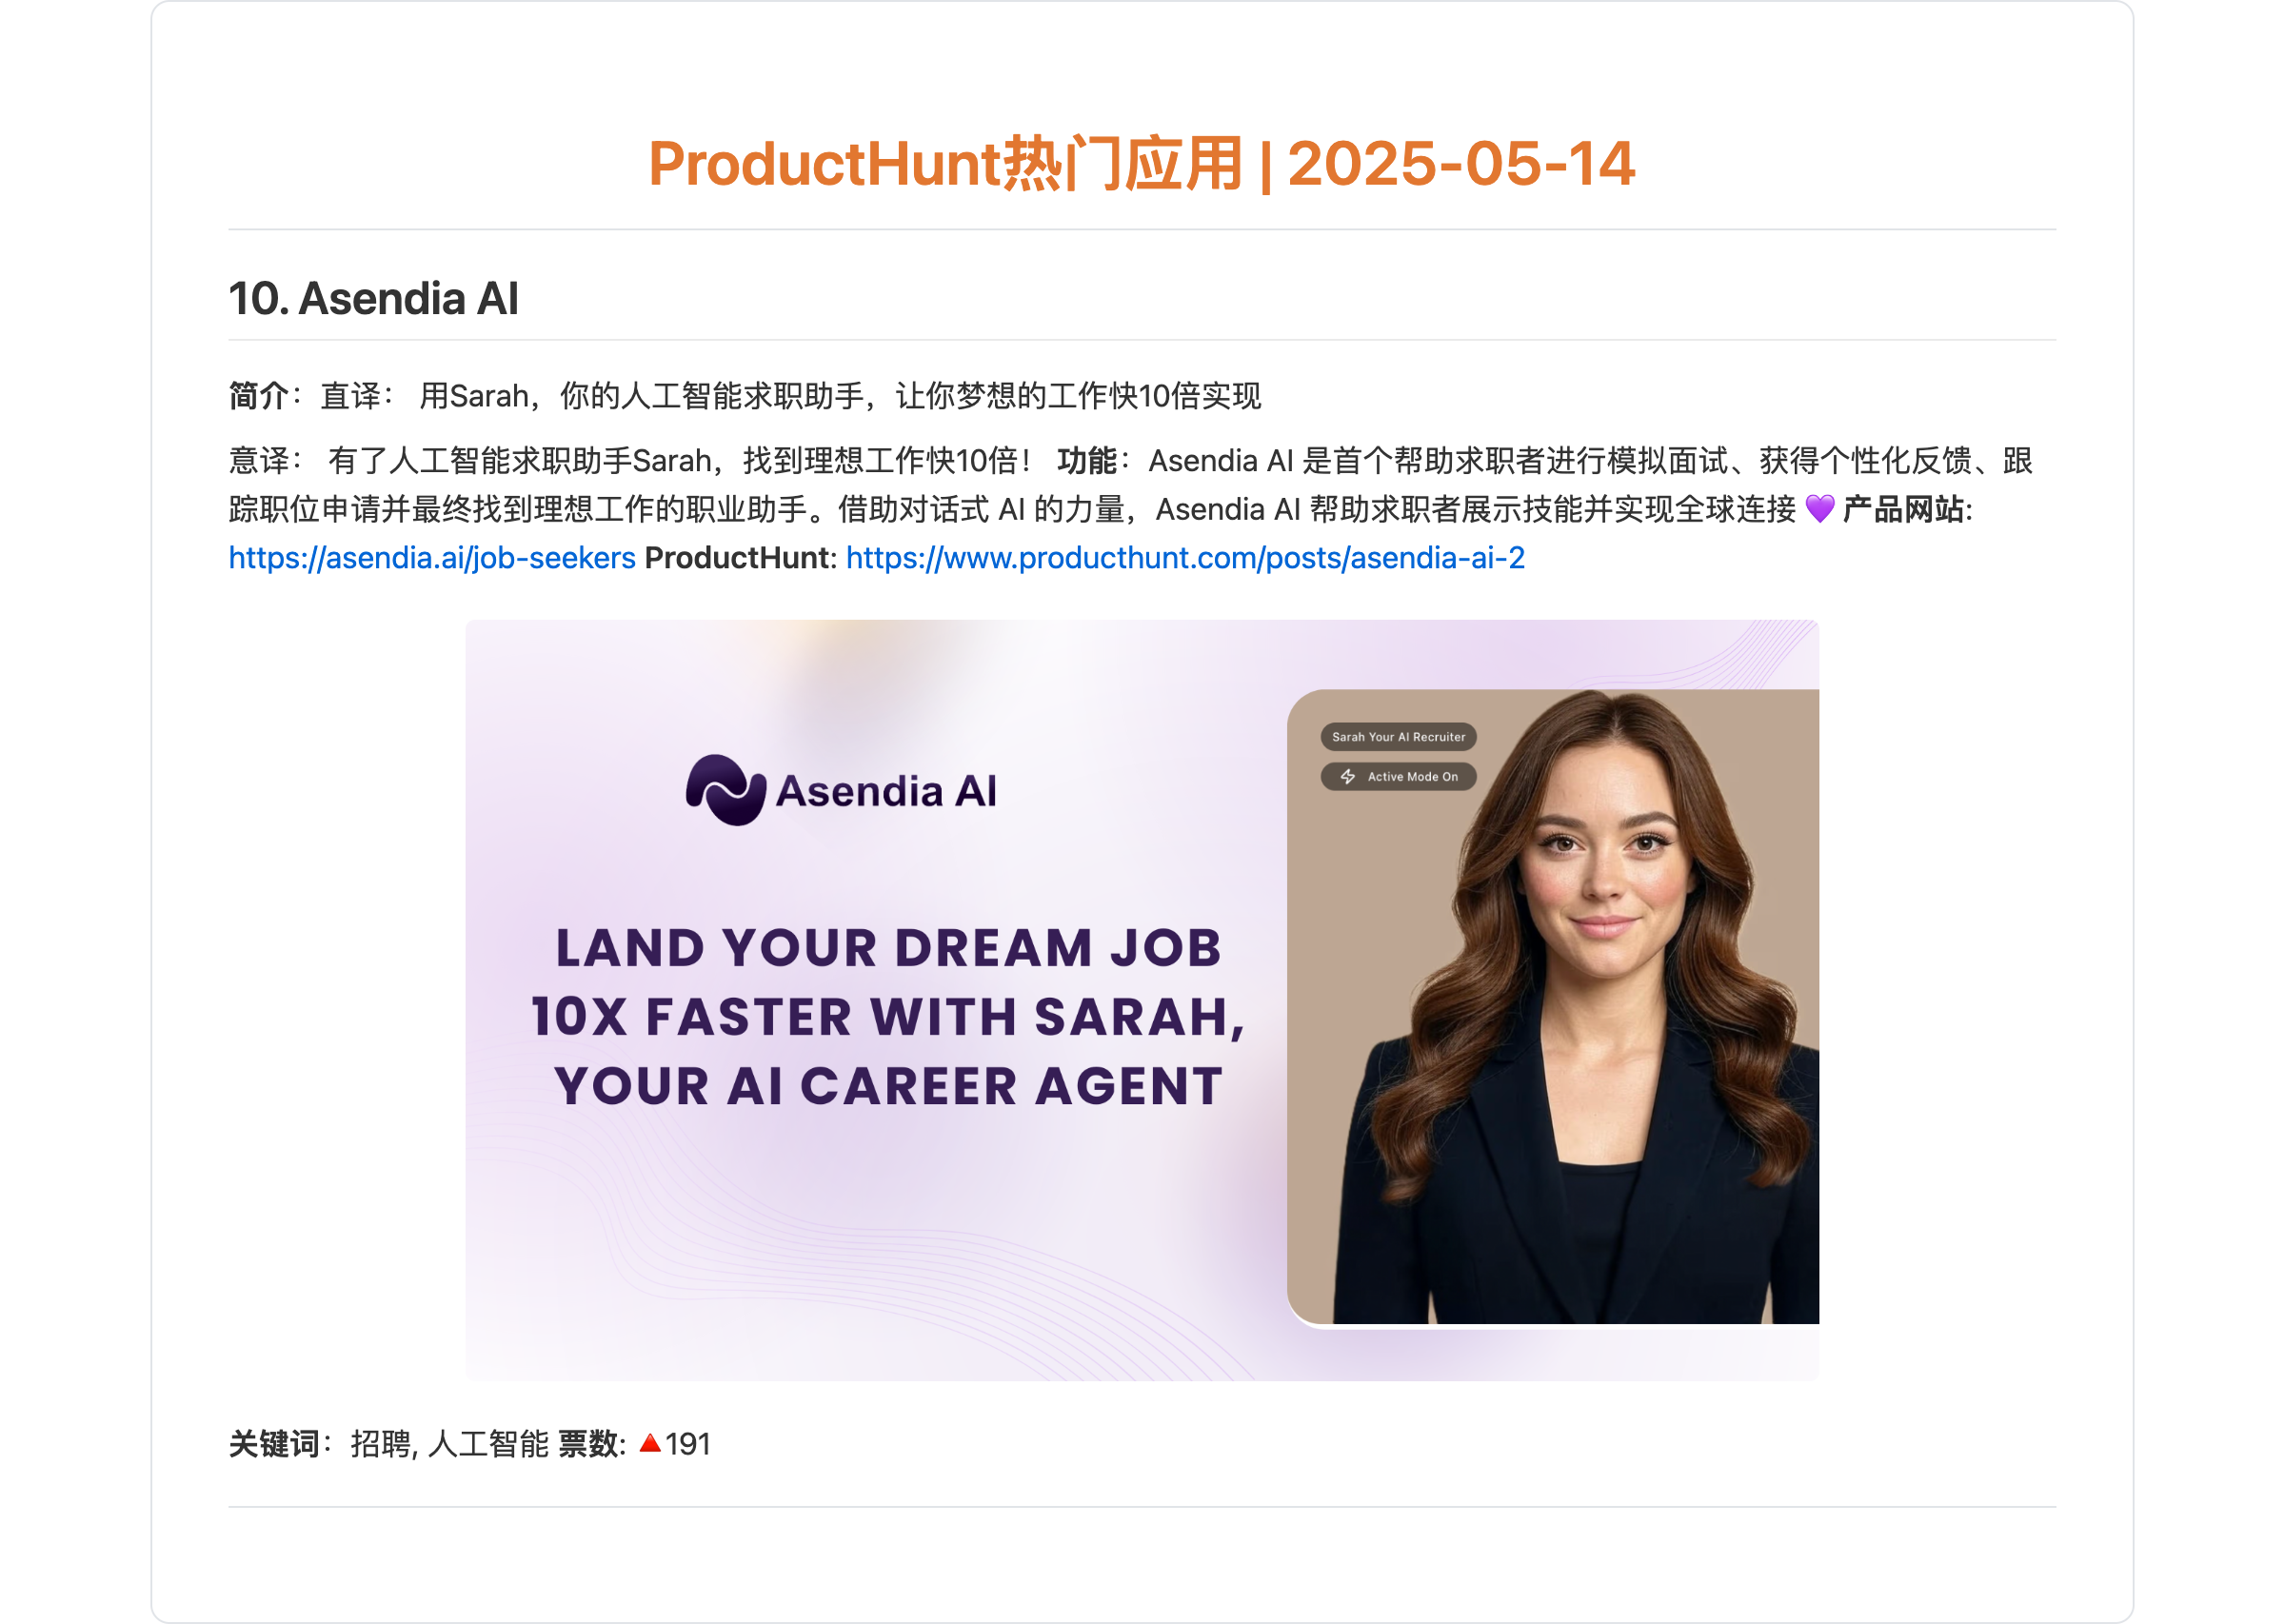 ProductHunt热门应用 | 2025-05-14
10. Asendia AI
简介：直译： 用Sarah，你的人工智能求职助手，让你梦想的工作快10倍实现
意译： 有了人工智能求职助手Sarah，找到理想工作快10倍！ 功能：Asendia AI 是首个帮助求职者进行模拟面试、获得个性化反馈、跟
踪职位申请并最终找到理想工作的职业助手。借助对话式 AI 的力量，Asendia AI 帮助求职者展示技能并实现全球连接 💜 产品网站:
https://asendia.ai/job-seekers ProductHunt: https://www.producthunt.com/posts/asendia-ai-2
Asendia AI
LAND YOUR DREAM JOB
10X FASTER WITH SARAH,
YOUR AI CAREER AGENT
Sarah Your AI Recruiter
Active Mode On
关键词：招聘, 人工智能 票数: 🔺191